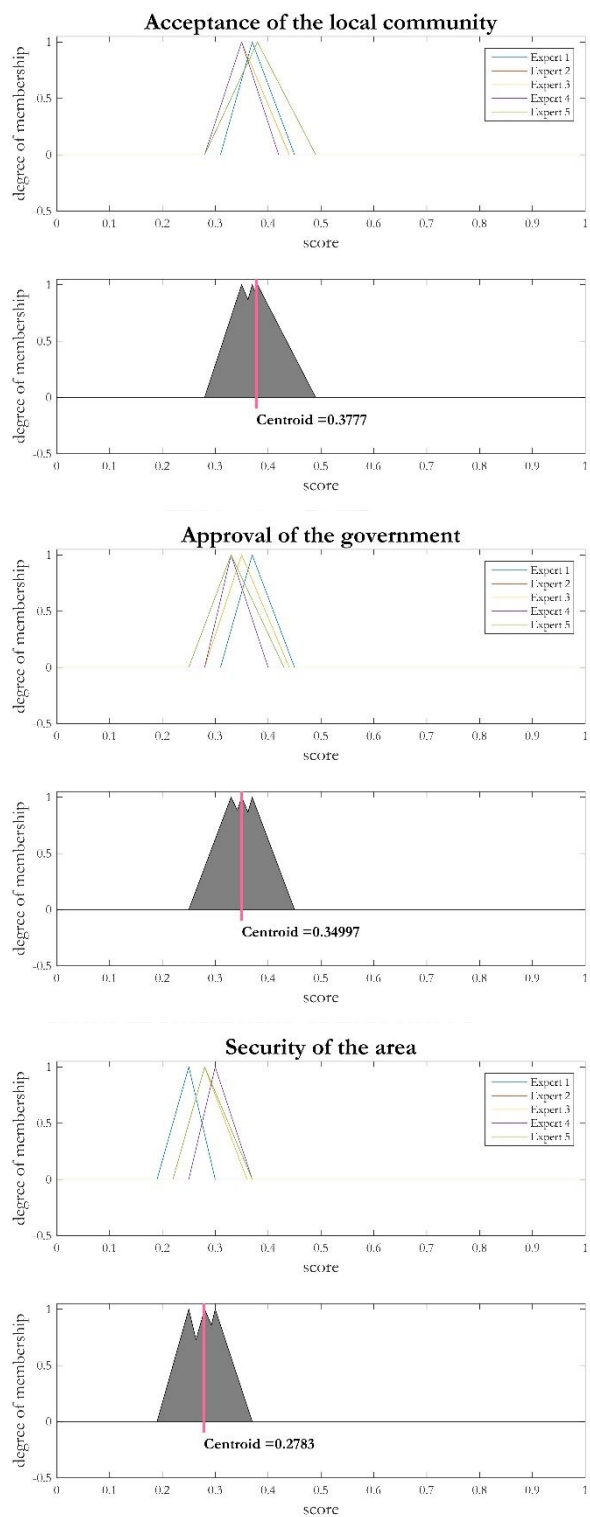 Acceptance of the local community
degree of membership
1
0.5
0
0.5
Expert 1
Expert 2
Expert 3
Expert 4
Expert 5
0 0.1 0.2 0.3 0.4 0.5 0.6 0.7 0.8 0.9 1
score
degree of membership
1
0.5
0
-0.5
Centroid =0.3777
0 0.1 0.2 0.3 0.4 0.5 0.6 0.7 0.8 0.9 1
score
Approval of the government
degree of membership
1
0.5
0
-0.5
Expert 1
Expert 2
Expert 3
Expert 4
Expert 5
0 0.1 0.2 0.3 0.4 0.5 0.6 0.7 0.8 0.9 1
score
degree of membership
1
0.5
0
-0.5
Centroid =0.34997
0 0.1 0.2 0.3 0.4 0.5 0.6 0.7 0.8 0.9 1
score
Security of the area
degree of membership
1
0.5
0
-0.5
Expert 1
Expert 2
Expert 3
Expert 4
Expert 5
0 0.1 0.2 0.3 0.4 0.5 0.6 0.7 0.8 0.9 1
score
degree of membership
1
0.5
0
-0.5
Centroid =0.2783
0 0.1 0.2 0.3 0.4 0.5 0.6 0.7 0.8 0.9 1
score